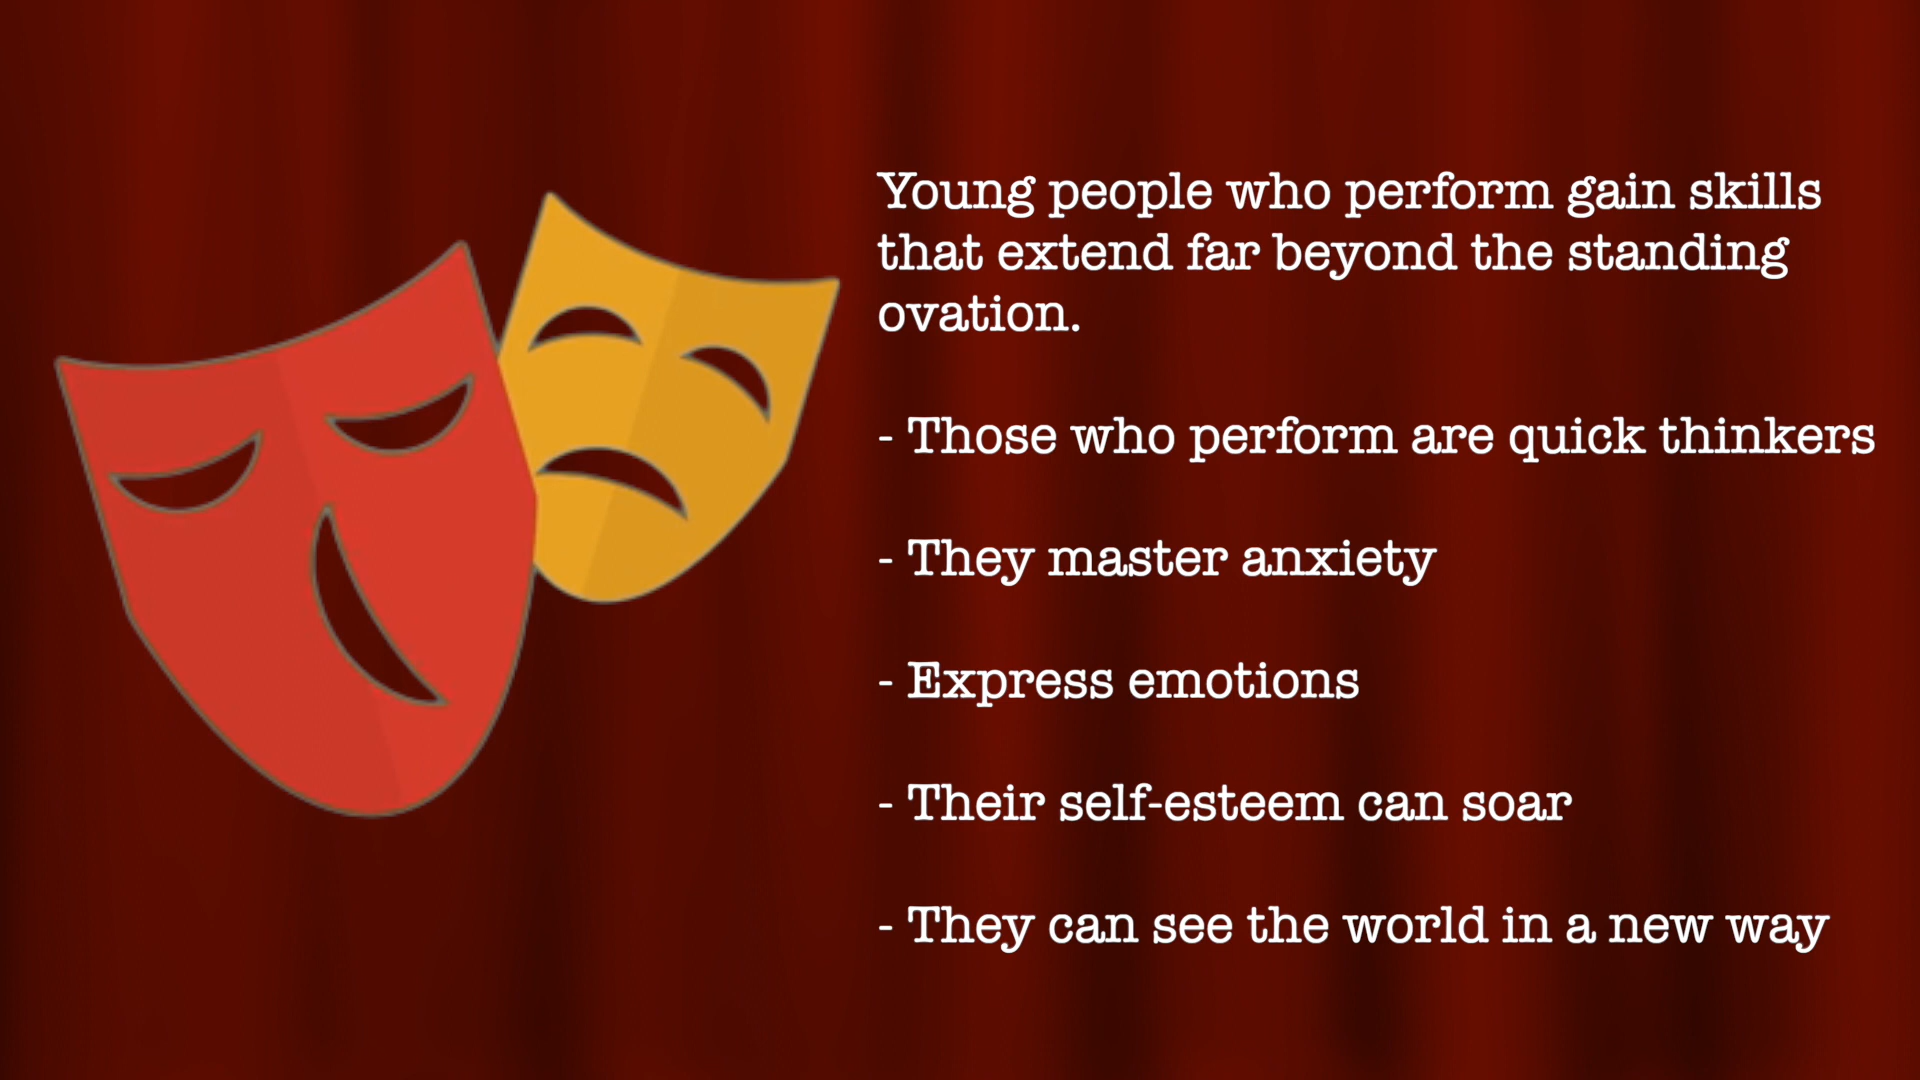 Young people who perform gain skills
that extend far beyond the standing
ovation.
- Those who perform are quick thinkers
- They master anxiety
- Express emotions
- Their self-esteem can soar
- They can see the world in a new way